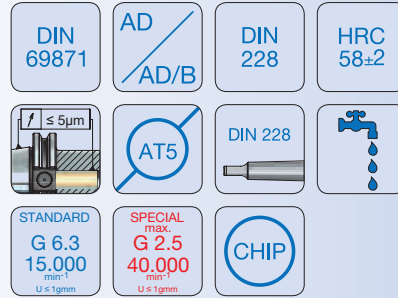 DIN
69871
AD
AD/B
DIN
228
HRC
58±2
≤ 5µm
AT5
DIN 228
STANDARD
G 6.3
15.000
min⁻¹
U ≤ 1gmm
SPECIAL
max.
G 2.5
40.000
min⁻¹
U ≤ 1gmm
CHIP